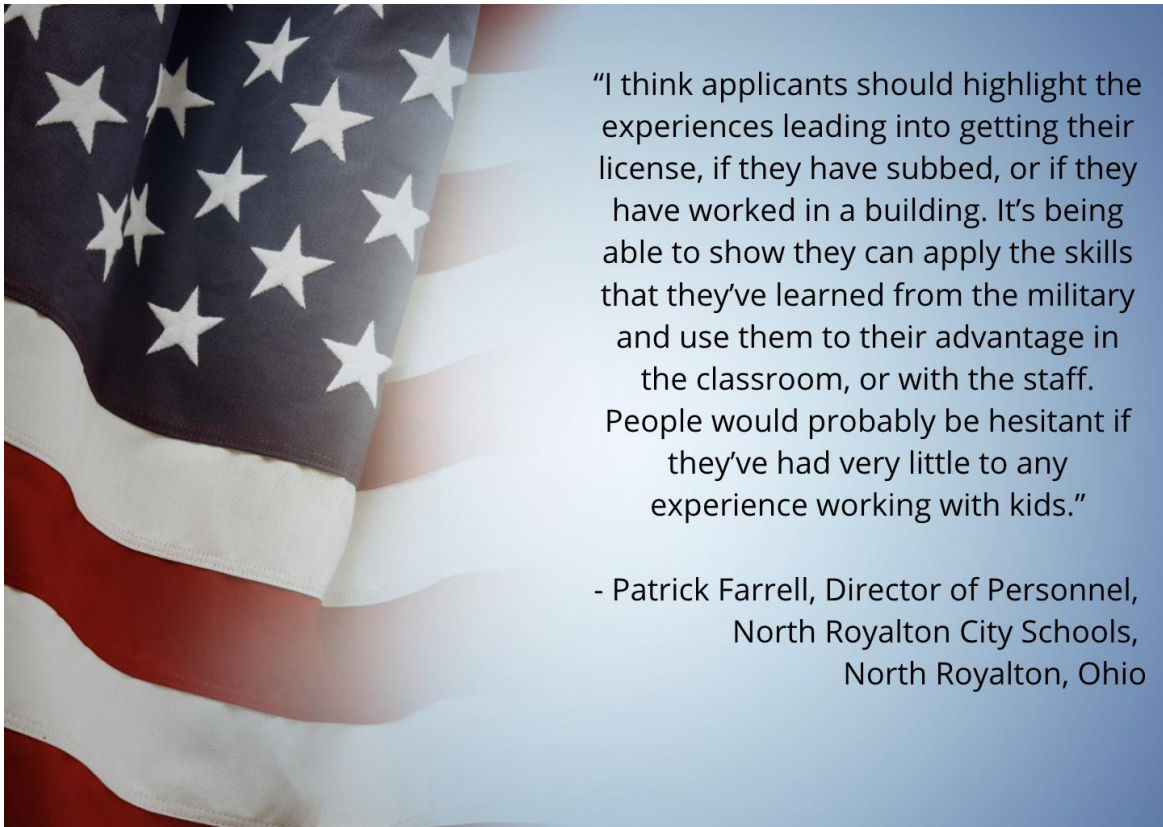 “I think applicants should highlight the
experiences leading into getting their
license, if they have subbed, or if they
have worked in a building. It’s being
able to show they can apply the skills
that they’ve learned from the military
and use them to their advantage in
the classroom, or with the staff.
People would probably be hesitant if
they’ve had very little to any
experience working with kids.”
- Patrick Farrell, Director of Personnel,
North Royalton City Schools,
North Royalton, Ohio